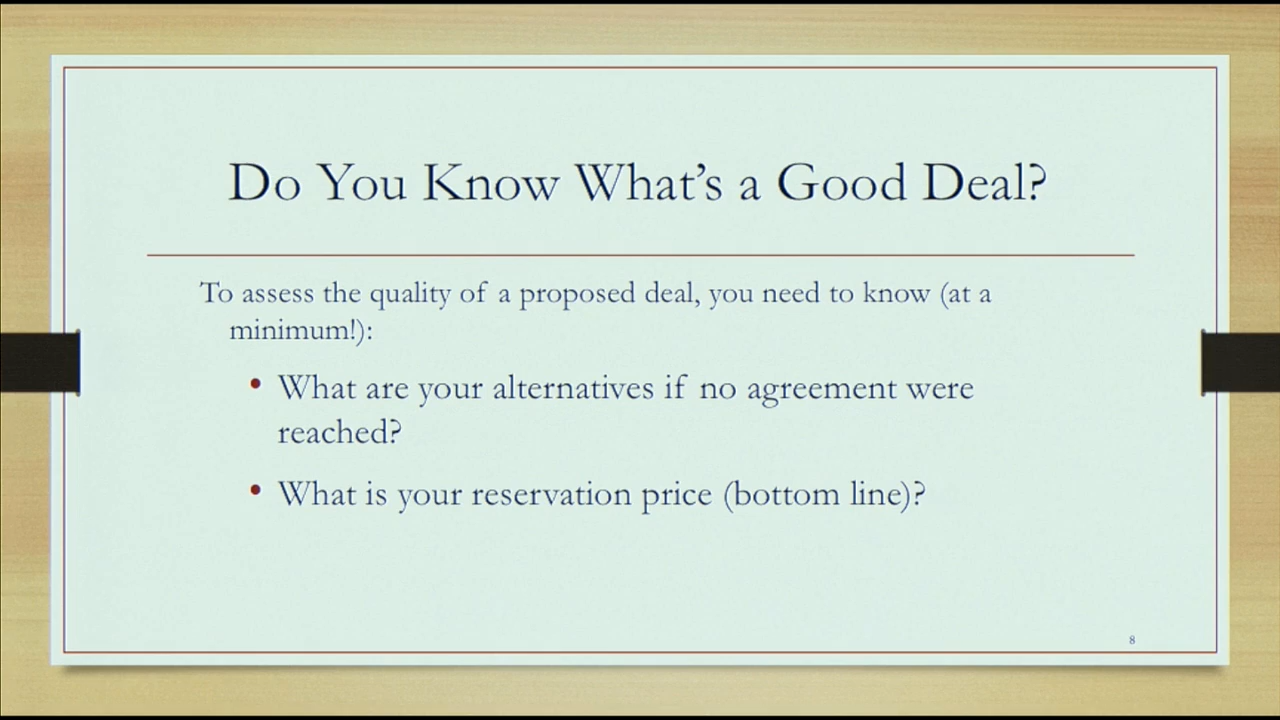 Do You Know What's a Good Deal?
To assess the quality of a proposed deal, you need to know (at a
minimum!):
• What are your alternatives if no agreement were
reached?
• What is your reservation price (bottom line)?
8